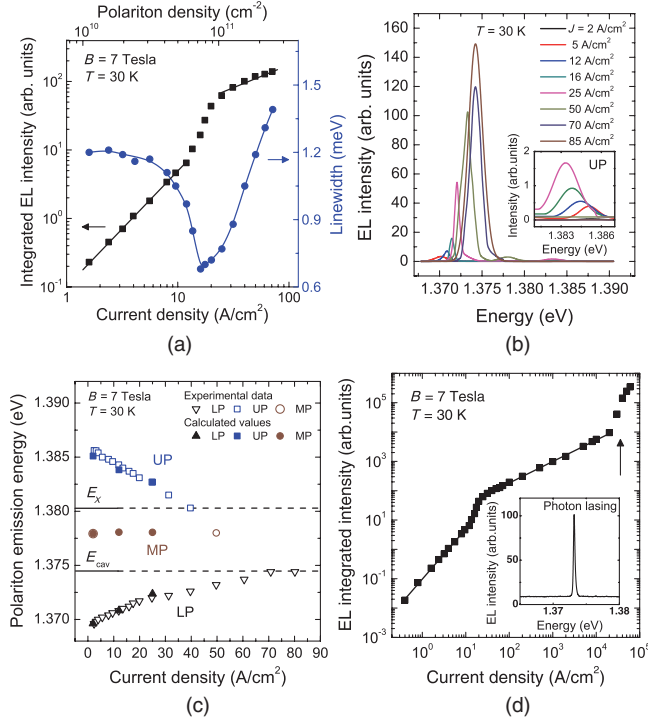 Polariton density (cm⁻²)
10¹⁰ 10¹¹
B = 7 Tesla
T = 30 K
Integrated EL intensity (arb. units)
10² 10¹ 10⁰ 10⁻¹
Linewidth (meV)
1.5 1.2 0.9 0.6
1 10 100
Current density (A/cm²)
(a)
T = 30 K
J = 2 A/cm²
5 A/cm²
12 A/cm²
16 A/cm²
25 A/cm²
50 A/cm²
70 A/cm²
85 A/cm²
EL intensity (arb. units)
160 140 120 100 80 60 40 20 0
UP
Intensity (arb.units)
2 1 0
1.383 1.386
Energy (eV)
1.370 1.375 1.380 1.385 1.390
Energy (eV)
(b)
B = 7 Tesla
T = 30 K
Experimental data
LP UP MP
Calculated values
LP UP MP
Polariton emission energy (eV)
1.390 1.385 1.380 1.375 1.370
UP
E_X
MP
E_cav
LP
0 10 20 30 40 50 60 70 80 90
Current density (A/cm²)
(c)
B = 7 Tesla
T = 30 K
EL integrated intensity (arb.units)
10⁵ 10³ 10¹ 10⁻¹ 10⁻³
Photon lasing
EL intensity (arb.units)
100 50 0
1.37 1.38
Energy (eV)
10⁰ 10¹ 10² 10³ 10⁴ 10⁵
Current density (A/cm²)
(d)